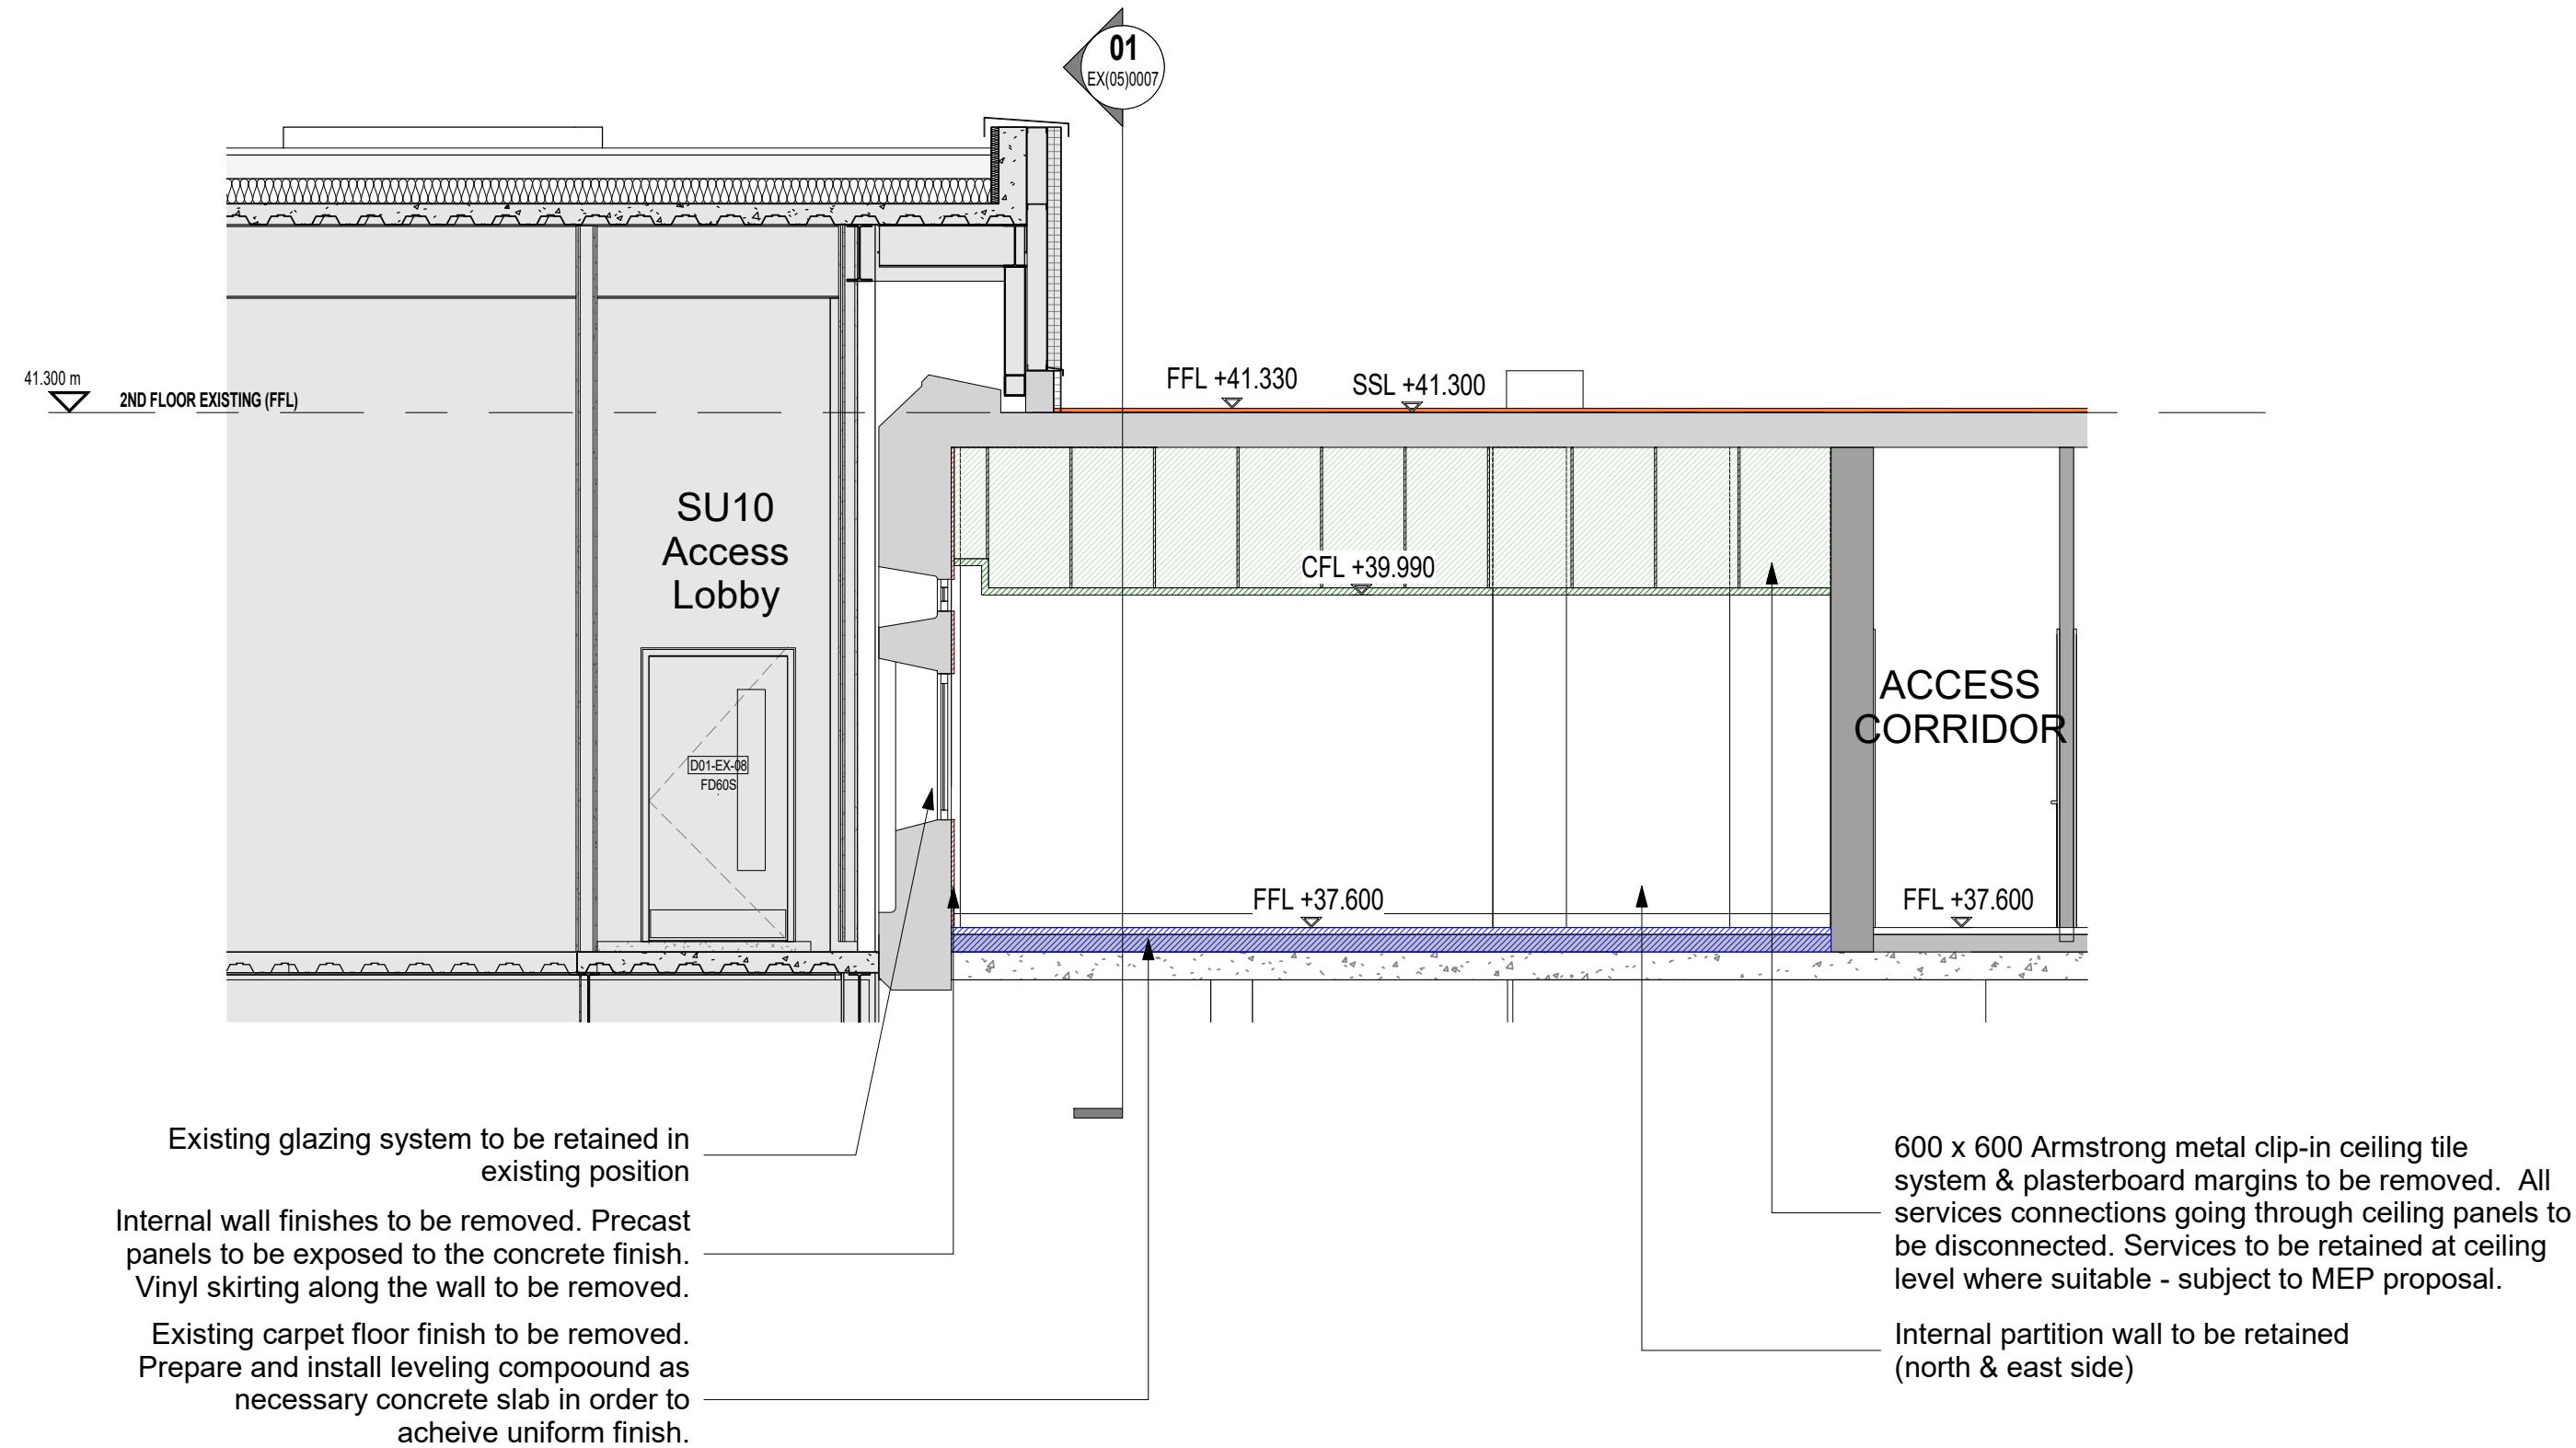 01
EX(05)0007
41.300 m
2ND FLOOR EXISTING (FFL)
FFL +41.330
SSL +41.300
SU10
Access
Lobby
CFL +39.990
ACCESS
CORRIDOR
D01-EX-08
FD60S
FFL +37.600
FFL +37.600
Existing glazing system to be retained in
existing position
Internal wall finishes to be removed. Precast
panels to be exposed to the concrete finish.
Vinyl skirting along the wall to be removed.
Existing carpet floor finish to be removed.
Prepare and install leveling compoound as
necessary concrete slab in order to
acheive uniform finish.
600 x 600 Armstrong metal clip-in ceiling tile
system & plasterboard margins to be removed.  All
services connections going through ceiling panels to
be disconnected. Services to be retained at ceiling
level where suitable - subject to MEP proposal.
Internal partition wall to be retained
(north & east side)